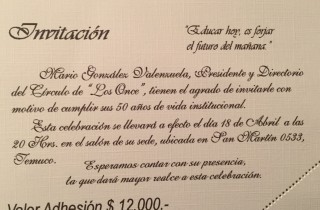 Invitación
"Educar hoy, es forjar
el futuro del mañana."
Mario González Valenzuela, Presidente y Directorio
del Círculo de "Los Once", tienen el agrado de invitarle con
motivo de cumplir sus 50 años de vida institucional.
Esta celebración se llevará a efecto el día 18 de Abril a las
20 Hrs. en el salón de su sede, ubicada en San Martín 0533,
Temuco.
Esperamos contar con su presencia,
la que dará mayor realce a esta celebración.
Valor Adhesión $ 12.000.-